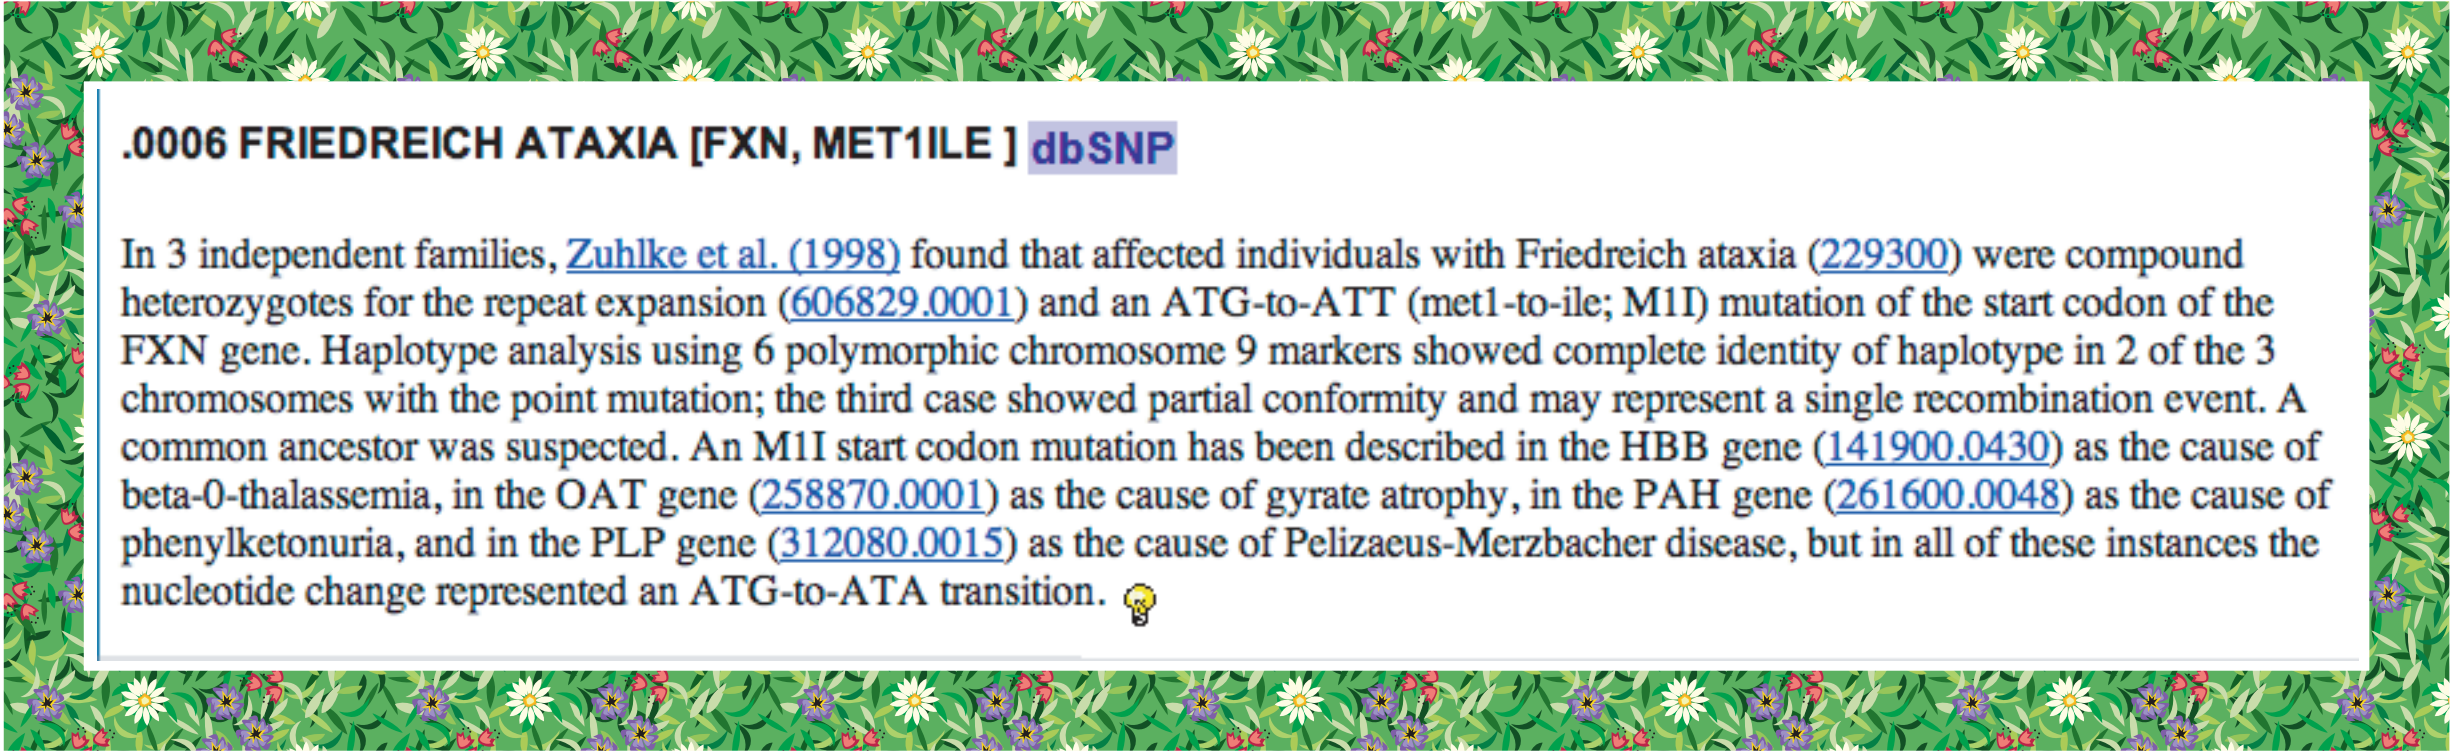 .0006 FRIEDREICH ATAXIA [FXN, MET1ILE ] dbSNP
In 3 independent families, Zuhlke et al. (1998) found that affected individuals with Friedreich ataxia (229300) were compound
heterozygotes for the repeat expansion (606829.0001) and an ATG-to-ATT (met1-to-ile; M1I) mutation of the start codon of the
FXN gene. Haplotype analysis using 6 polymorphic chromosome 9 markers showed complete identity of haplotype in 2 of the 3
chromosomes with the point mutation; the third case showed partial conformity and may represent a single recombination event. A
common ancestor was suspected. An M1I start codon mutation has been described in the HBB gene (141900.0430) as the cause of
beta-0-thalassemia, in the OAT gene (258870.0001) as the cause of gyrate atrophy, in the PAH gene (261600.0048) as the cause of
phenylketonuria, and in the PLP gene (312080.0015) as the cause of Pelizaeus-Merzbacher disease, but in all of these instances the
nucleotide change represented an ATG-to-ATA transition.